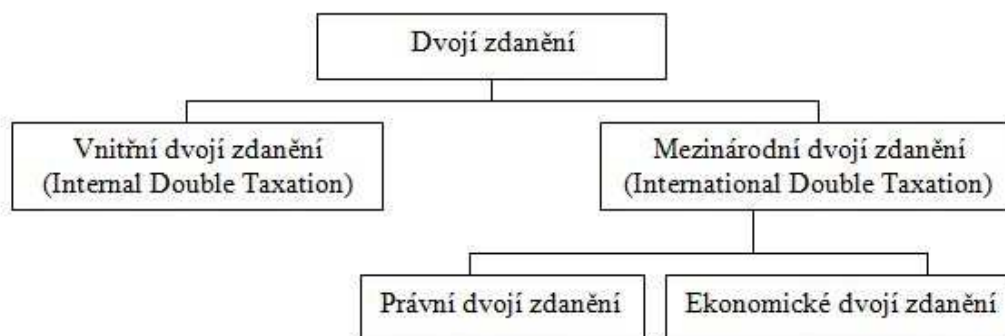 Dvojí zdanění
Vnitřní dvojí zdanění
(Internal Double Taxation)
Mezinárodní dvojí zdanění
(International Double Taxation)
Právní dvojí zdanění
Ekonomické dvojí zdanění